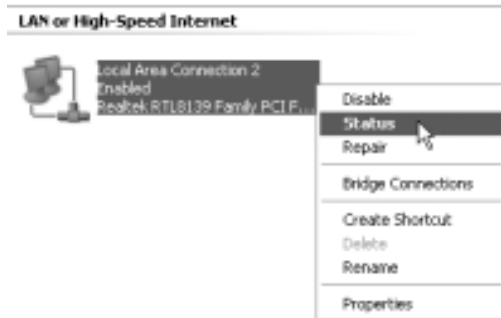 LAN or High-Speed Internet
Local Area Connection 2
Enabled
Realtek RTL8139 Family PCI F...
Disable
Status
Repair
Bridge Connections
Create Shortcut
Delete
Rename
Properties